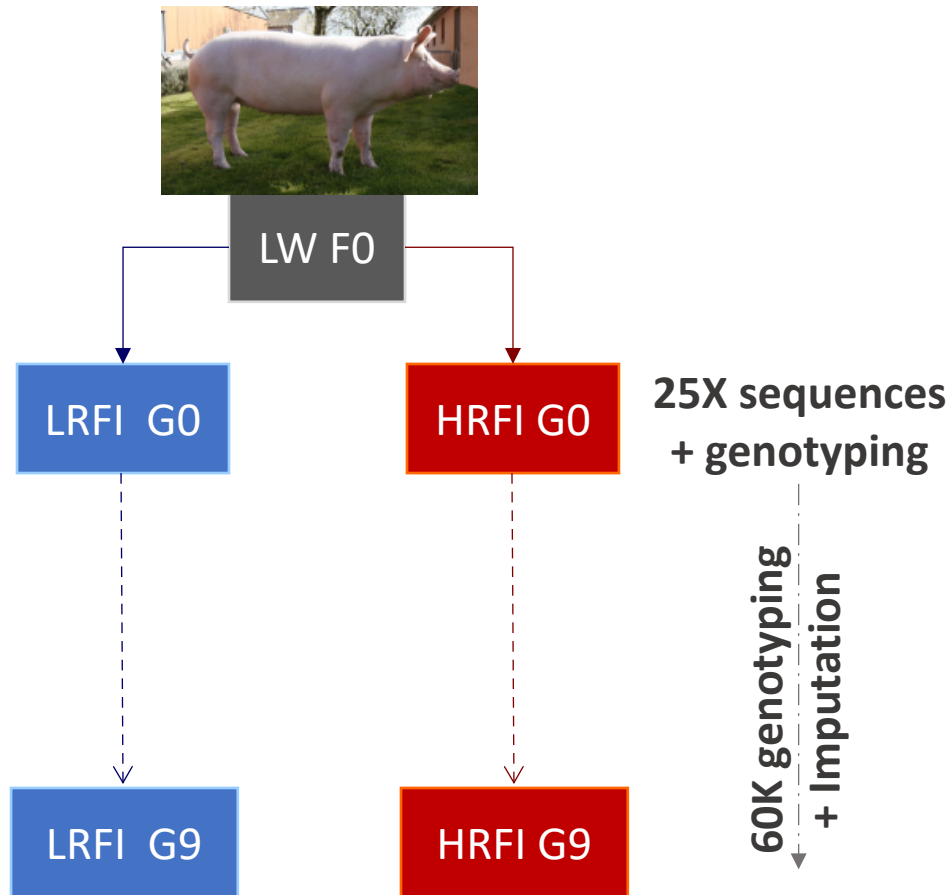 LW F0
LRFI G0
HRFI G0
25X sequences
+ genotyping
60K genotyping
+ Imputation
LRFI G9
HRFI G9